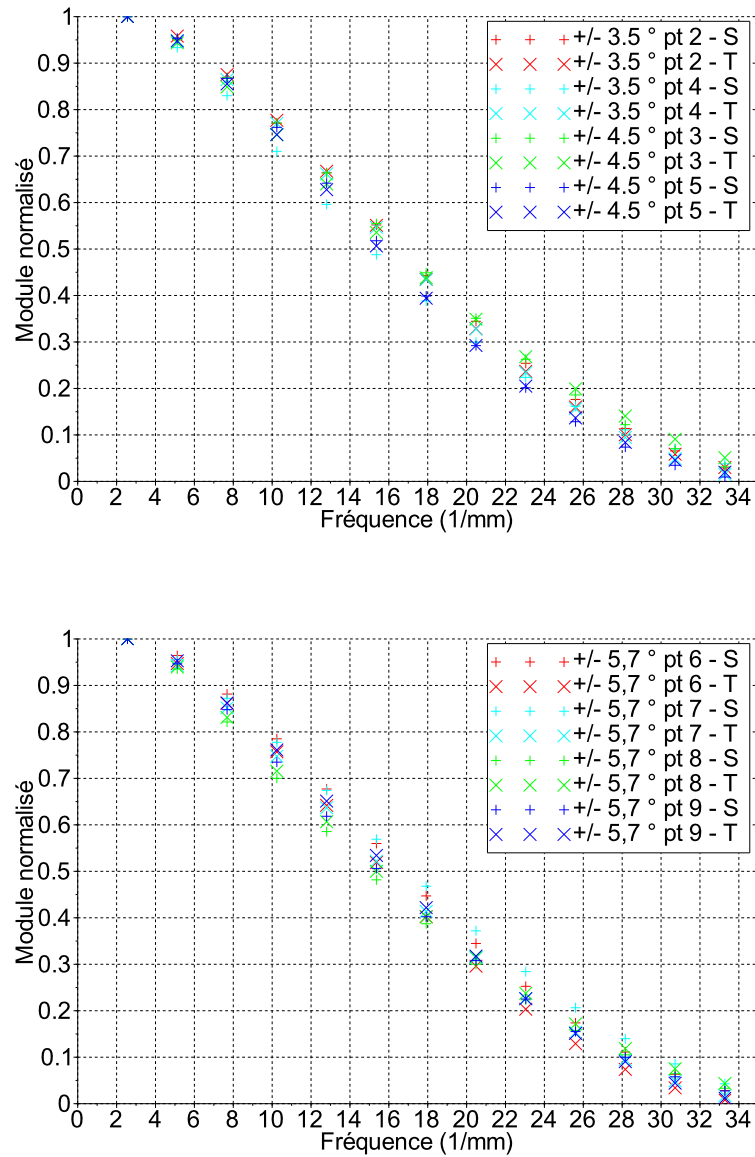 1
0.9
0.8
0.7
0.6
0.5
0.4
0.3
0.2
0.1
0
Module normalisé
+/- 3.5 ° pt 2 - S
+/- 3.5 ° pt 2 - T
+/- 3.5 ° pt 4 - S
+/- 3.5 ° pt 4 - T
+/- 4.5 ° pt 3 - S
+/- 4.5 ° pt 3 - T
+/- 4.5 ° pt 5 - S
+/- 4.5 ° pt 5 - T
0 2 4 6 8 10 12 14 16 18 20 22 24 26 28 30 32 34
Fréquence (1/mm)
1
0.9
0.8
0.7
0.6
0.5
0.4
0.3
0.2
0.1
0
Module normalisé
+/- 5,7 ° pt 6 - S
+/- 5,7 ° pt 6 - T
+/- 5,7 ° pt 7 - S
+/- 5,7 ° pt 7 - T
+/- 5,7 ° pt 8 - S
+/- 5,7 ° pt 8 - T
+/- 5,7 ° pt 9 - S
+/- 5,7 ° pt 9 - T
0 2 4 6 8 10 12 14 16 18 20 22 24 26 28 30 32 34
Fréquence (1/mm)